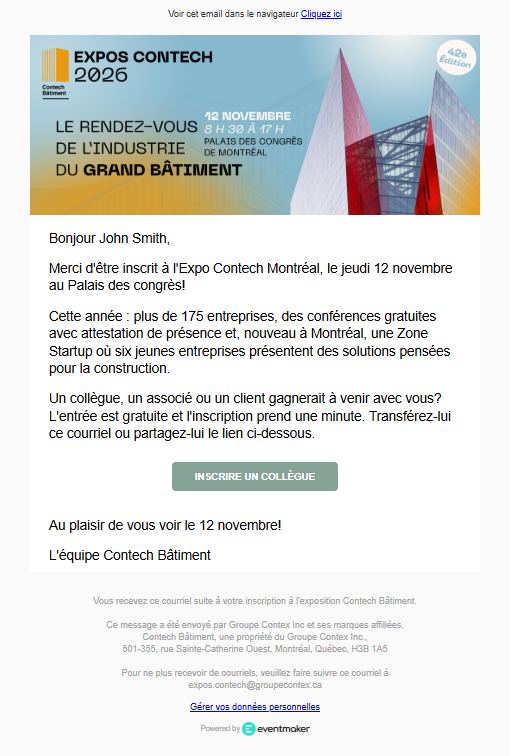 Voir cet email dans le navigateur Cliquez ici
EXPOS CONTECH
2026
42e
Édition
Contech
Bâtiment
12 NOVEMBRE
8 H 30 À 17 H
PALAIS DES CONGRÈS
DE MONTRÉAL
LE RENDEZ-VOUS
DE L'INDUSTRIE
DU GRAND BÂTIMENT
Bonjour John Smith,
Merci d'être inscrit à l'Expo Contech Montréal, le jeudi 12 novembre
au Palais des congrès!
Cette année : plus de 175 entreprises, des conférences gratuites
avec attestation de présence et, nouveau à Montréal, une Zone
Startup où six jeunes entreprises présentent des solutions pensées
pour la construction.
Un collègue, un associé ou un client gagnerait à venir avec vous?
L'entrée est gratuite et l'inscription prend une minute. Transférez-lui
ce courriel ou partagez-lui le lien ci-dessous.
INSCRIRE UN COLLÈGUE
Au plaisir de vous voir le 12 novembre!
L'équipe Contech Bâtiment
Vous recevez ce courriel suite à votre inscription à l'exposition Contech Bâtiment.
Ce message a été envoyé par Groupe Contex Inc et ses marques affiliées.
Contech Bâtiment, une propriété du Groupe Contex Inc.,
501-355, rue Sainte-Catherine Ouest, Montréal, Québec, H3B 1A5
Pour ne plus recevoir de courriels, veuillez faire suivre ce courriel à
expos.contech@groupecontex.ca
Gérer vos données personnelles
Powered by eventmaker